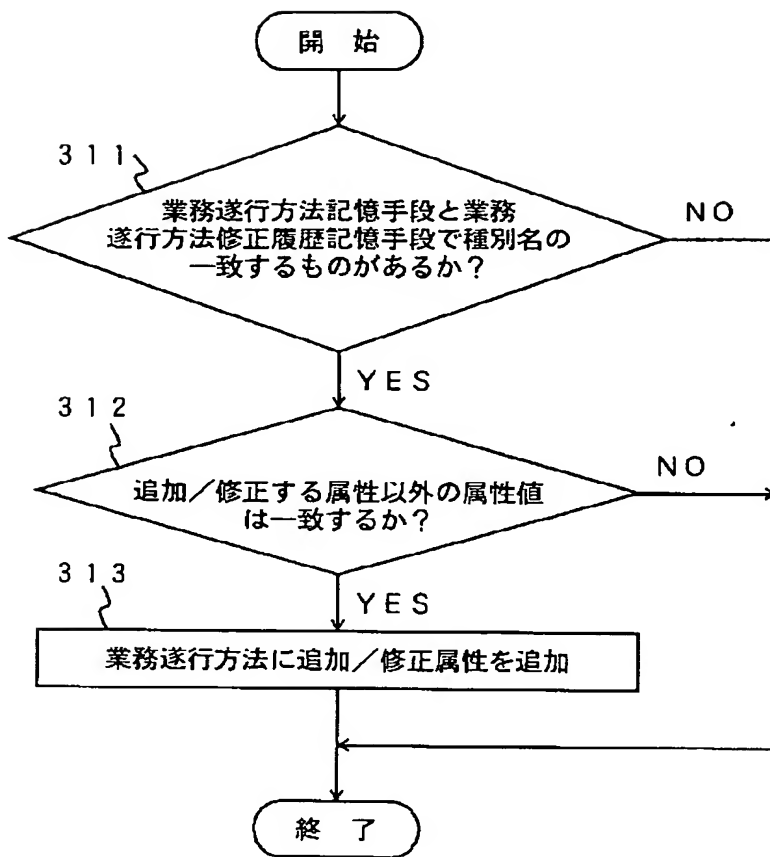 開 始
311
業務遂行方法記憶手段と業務
遂行方法修正履歴記憶手段で種別名の
一致するものがあるか？
NO
YES
312
追加／修正する属性以外の属性値
は一致するか？
NO
YES
313
業務遂行方法に追加／修正属性を追加
終 了